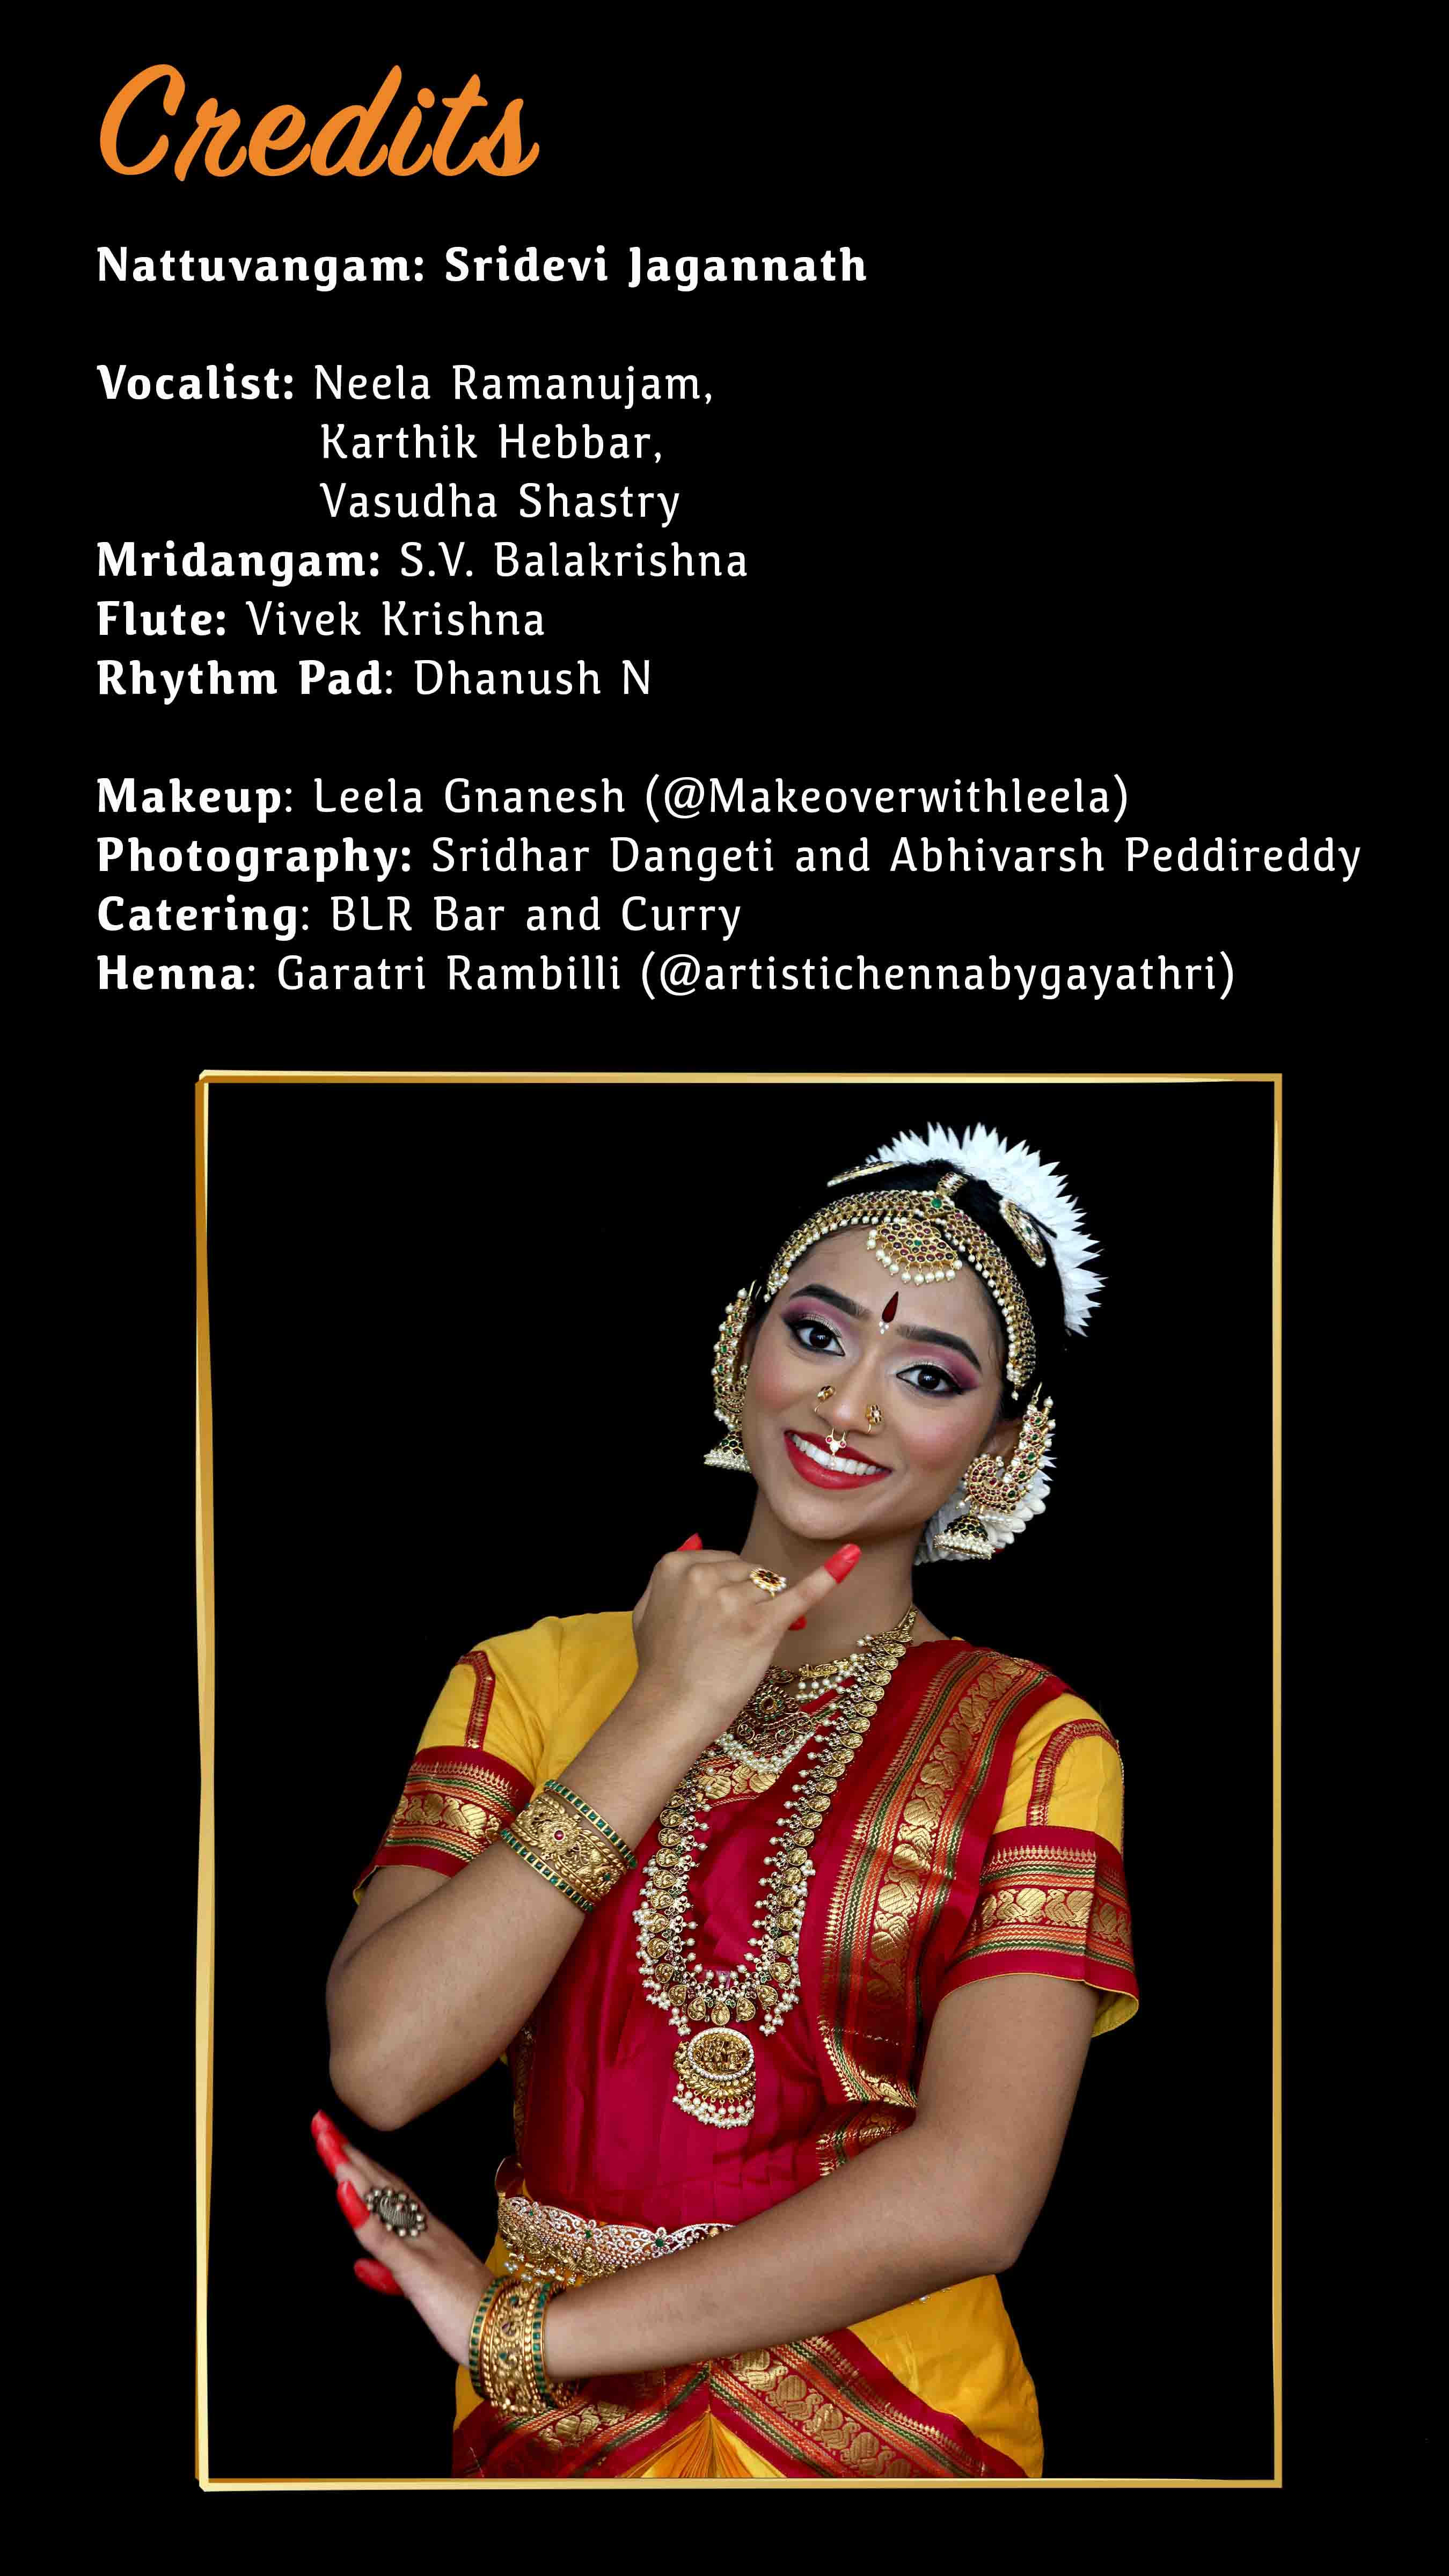 Credits
Nattuvangam: Sridevi Jagannath
Vocalist: Neela Ramanujam,
Karthik Hebbar,
Vasudha Shastry
Mridangam: S.V. Balakrishna
Flute: Vivek Krishna
Rhythm Pad: Dhanush N
Makeup: Leela Gnanesh (@Makeoverwithleela)
Photography: Sridhar Dangeti and Abhivarsh Peddireddy
Catering: BLR Bar and Curry
Henna: Garatri Rambilli (@artistichennabygayathri)